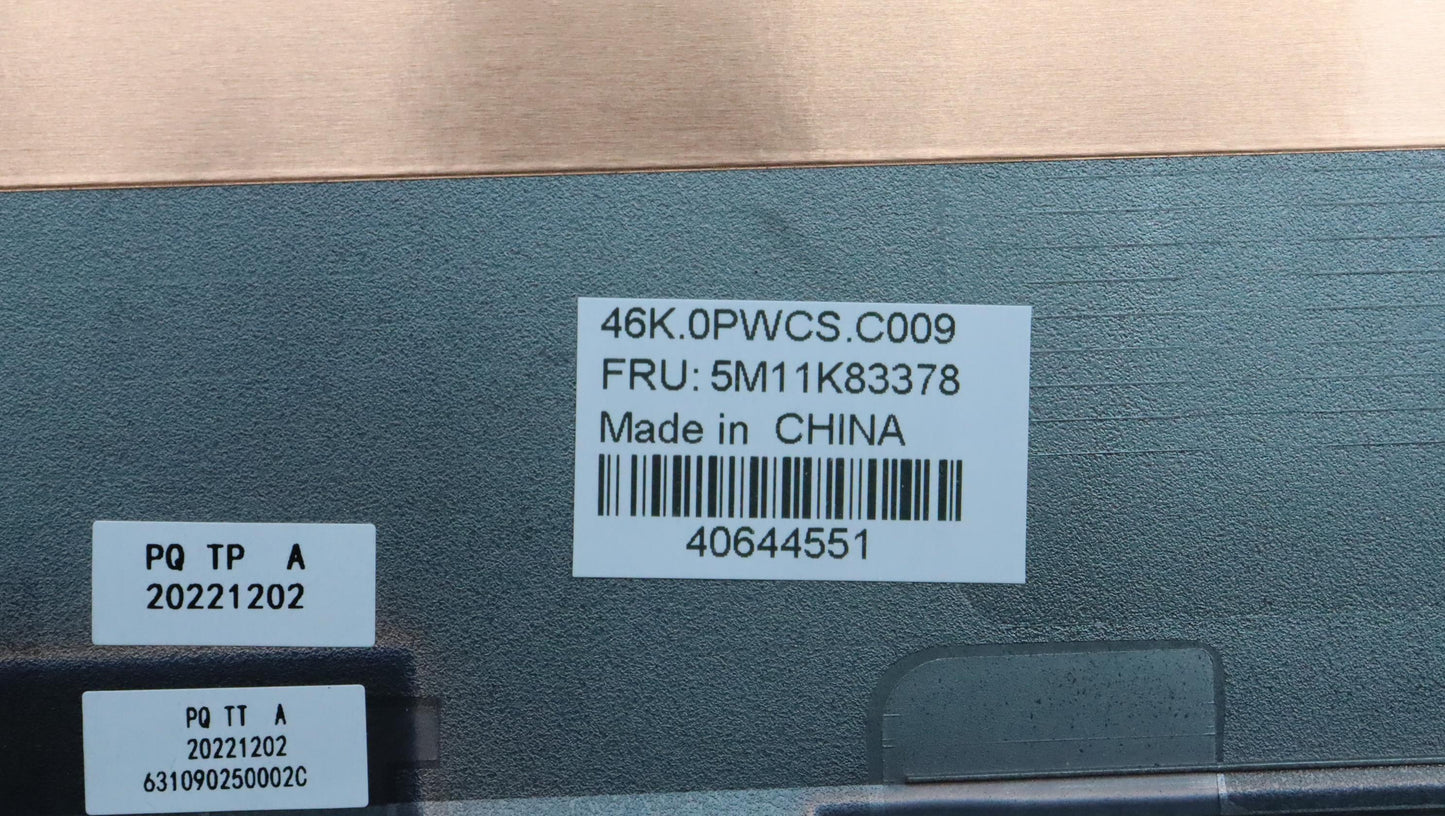 46K.0PWCS.C009
FRU: 5M11K83378
Made in CHINA
40644551
PQ TP A
20221202
PQ TT A
20221202
631090250002C